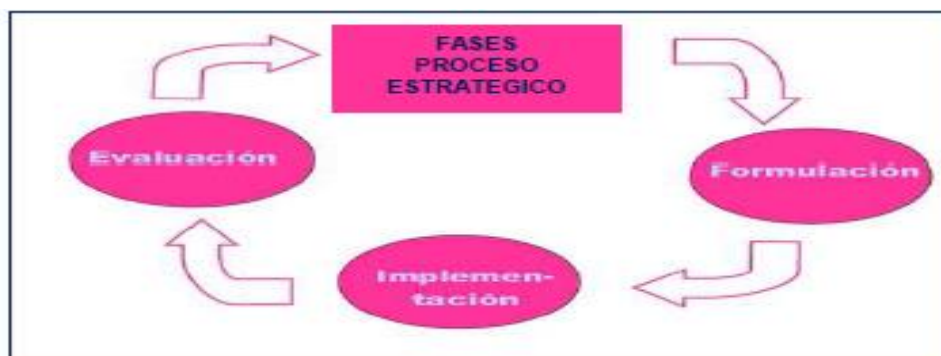 FASES
PROCESO
ESTRATEGICO
Evaluación
Formulación
Implemen-
tación